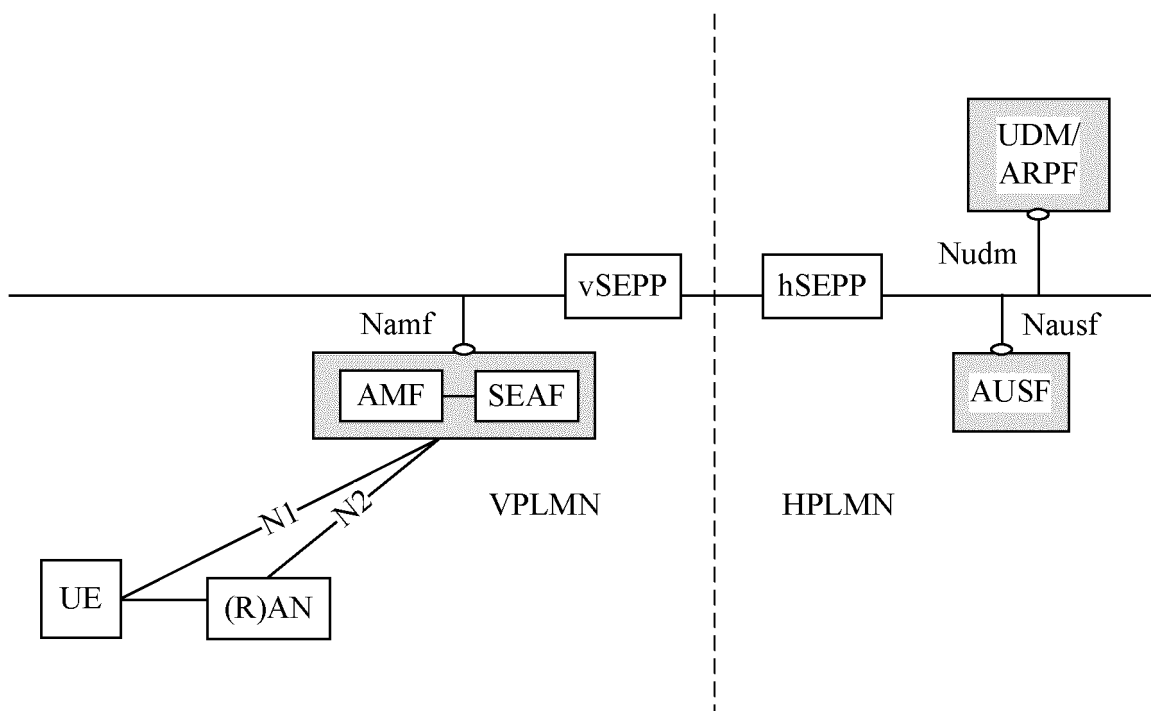 UDM/
ARPF
Nudm
vSEPP
hSEPP
Namf
Nausf
AMF
SEAF
AUSF
N1
N2
VPLMN
HPLMN
UE
(R)AN